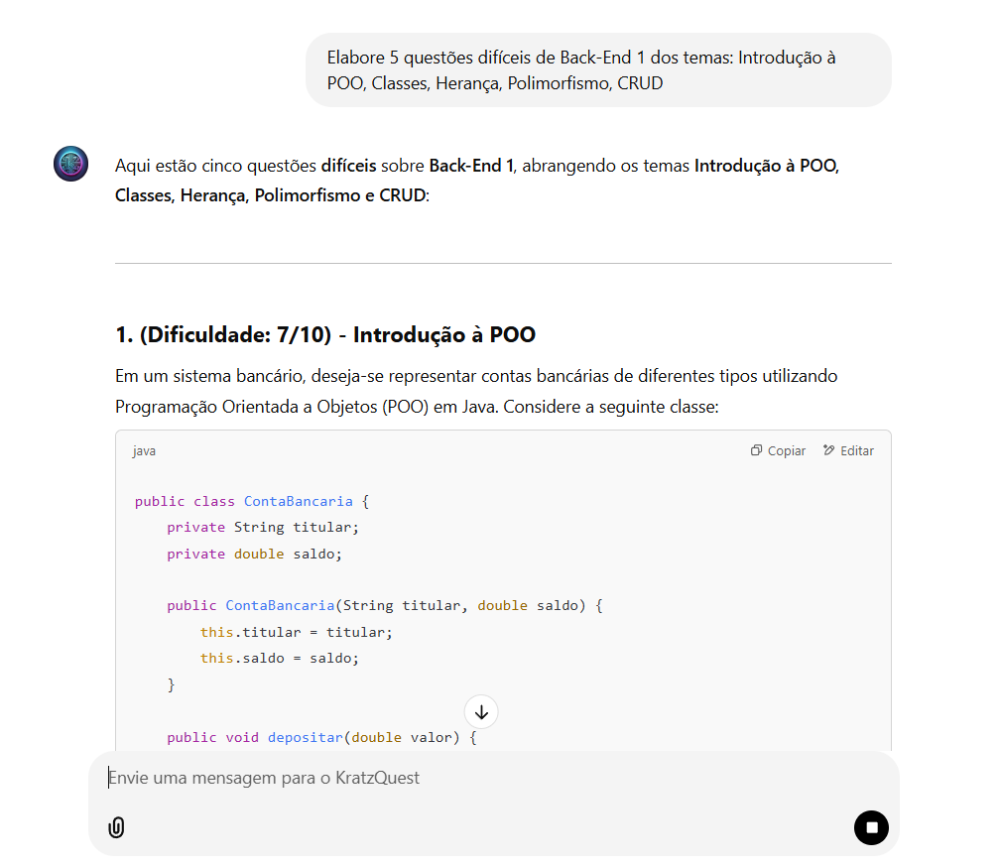 Elabore 5 questões difíceis de Back-End 1 dos temas: Introdução à
POO, Classes, Herança, Polimorfismo, CRUD
Aqui estão cinco questões difíceis sobre Back-End 1, abrangendo os temas Introdução à POO,
Classes, Herança, Polimorfismo e CRUD:
1. (Dificuldade: 7/10) - Introdução à POO
Em um sistema bancário, deseja-se representar contas bancárias de diferentes tipos utilizando
Programação Orientada a Objetos (POO) em Java. Considere a seguinte classe:
java Copiar Editar
public class ContaBancaria {
    private String titular;
    private double saldo;
    public ContaBancaria(String titular, double saldo) {
        this.titular = titular;
        this.saldo = saldo;
    }
    public void depositar(double valor) {
Envie uma mensagem para o KratzQuest